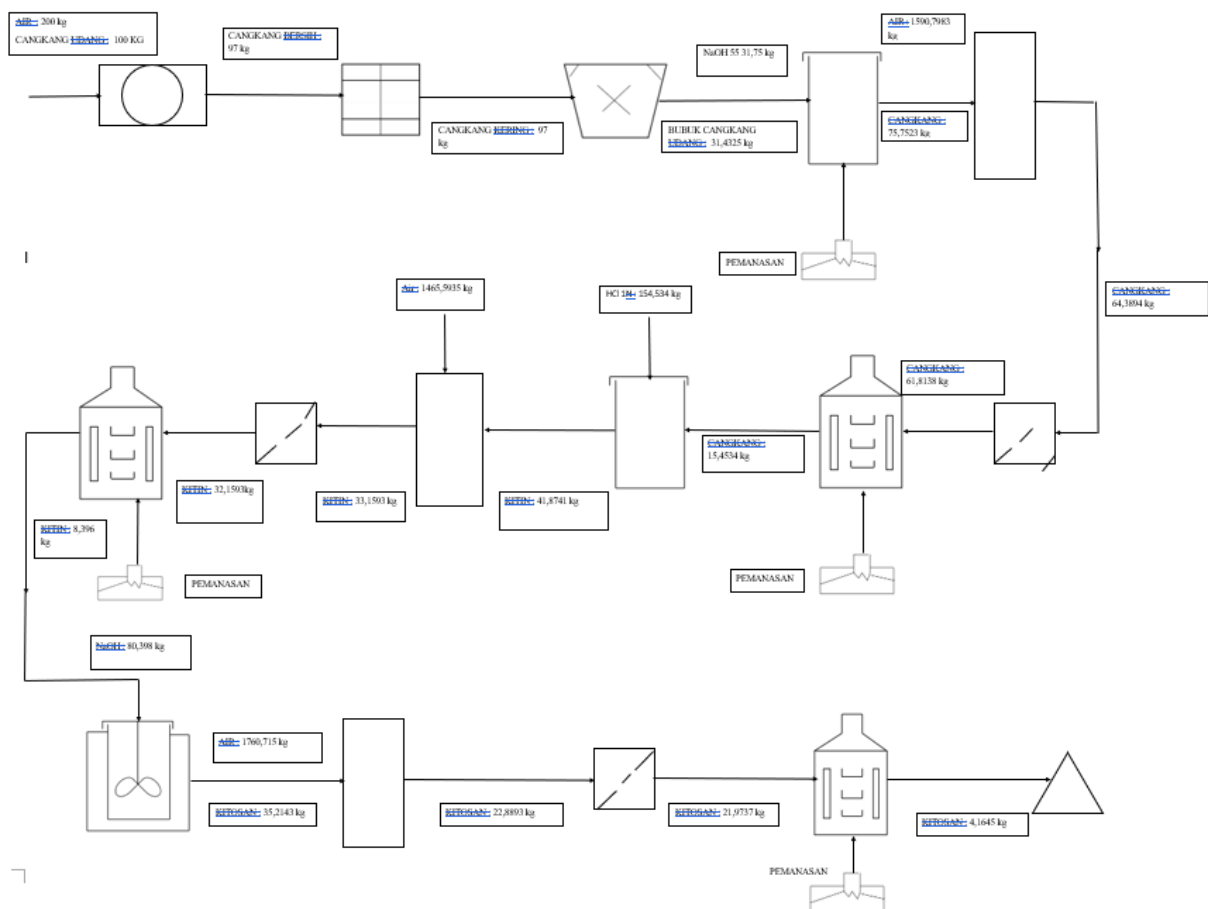 AIR : 200 kg
CANGKANG UDANG : 100 KG
CANGKANG BERSIH :
97 kg
CANGKANG KERING : 97
kg
NaOH 55 31,75 kg
BUBUK CANGKANG
UDANG : 31,4325 kg
AIR : 1590,7983
kg
CANGKANG :
75,7523 kg
PEMANASAN
CANGKANG :
64,3894 kg
CANGKANG :
61,8138 kg
CANGKANG :
15,4534 kg
PEMANASAN
HCl 1N : 154,534 kg
KITIN : 41,8741 kg
Air : 1465,5935 kg
KITIN : 33,1593 kg
KITIN : 32,1593kg
PEMANASAN
KITIN : 8,396
kg
NaOH : 80,398 kg
AIR : 1760,715 kg
KITOSAN : 35,2143 kg
KITOSAN : 22,8893 kg
KITOSAN : 21,9737 kg
PEMANASAN
KITOSAN : 4,1645 kg